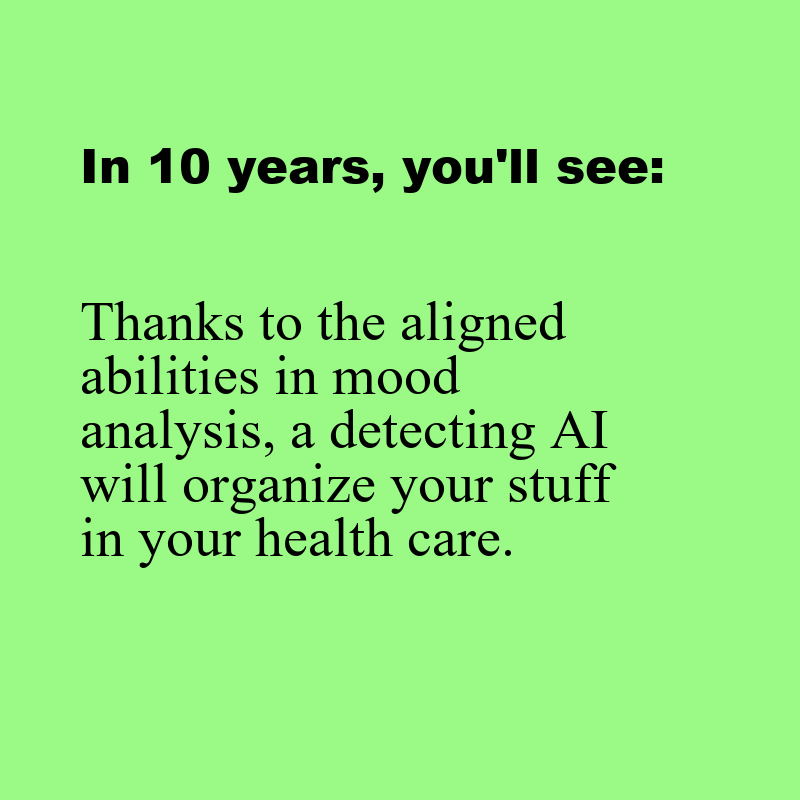 In 10 years, you'll see:
Thanks to the aligned
abilities in mood
analysis, a detecting AI
will organize your stuff
in your health care.